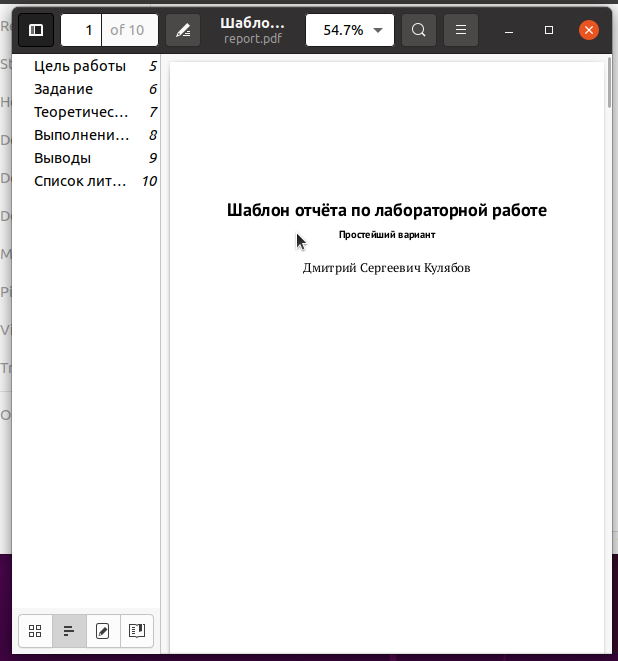 1 of 10
Шабло...
report.pdf
54.7%
Цель работы 5
Задание 6
Теоретичес... 7
Выполнени... 8
Выводы 9
Список лит... 10
Шаблон отчёта по лабораторной работе
Простейший вариант
Дмитрий Сергеевич Кулябов